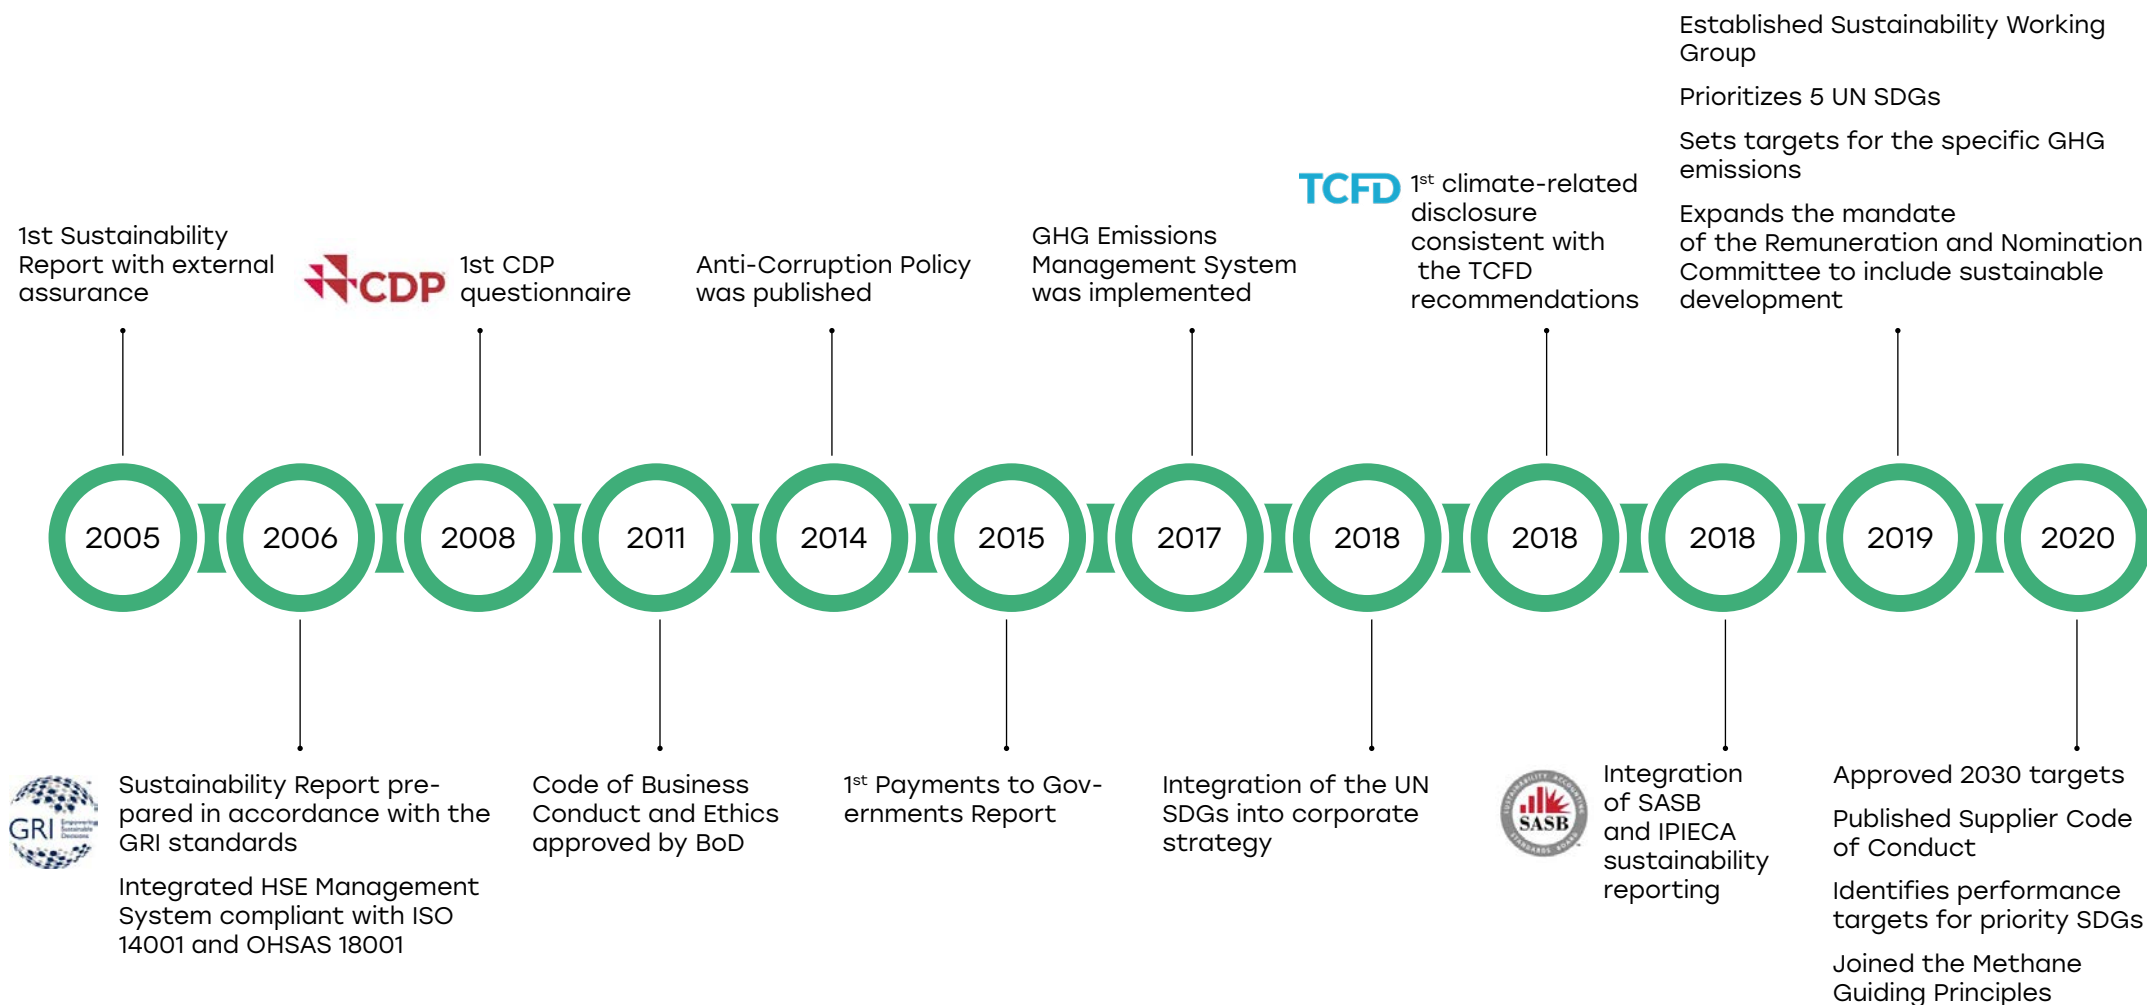 Established Sustainability Working
Group
Prioritizes 5 UN SDGs
Sets targets for the specific GHG
emissions
Expands the mandate
of the Remuneration and Nomination
Committee to include sustainable
development
TCFD
1st climate-related
disclosure
consistent with
the TCFD
recommendations
1st Sustainability
Report with external
assurance
CDP
1st CDP
questionnaire
Anti-Corruption Policy
was published
GHG Emissions
Management System
was implemented
2005
2006
2008
2011
2014
2015
2017
2018
2018
2018
2019
2020
GRI
Empowering
Sustainable
Decisions
Sustainability Report pre-
pared in accordance with the
GRI standards
Integrated HSE Management
System compliant with ISO
14001 and OHSAS 18001
Code of Business
Conduct and Ethics
approved by BoD
1st Payments to Gov-
ernments Report
Integration of the UN
SDGs into corporate
strategy
SUSTAINABILITY ACCOUNTING
SASB
STANDARDS BOARD
Integration
of SASB
and IPIECA
sustainability
reporting
Approved 2030 targets
Published Supplier Code
of Conduct
Identifies performance
targets for priority SDGs
Joined the Methane
Guiding Principles